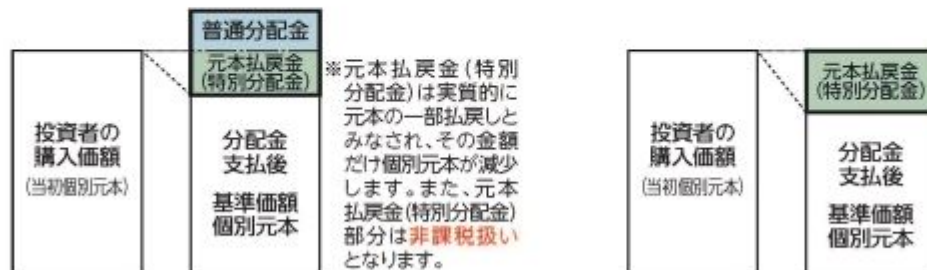 投資者の
購入価額
(当初個別元本)
普通分配金
元本払戻金
(特別分配金)
分配金
支払後
基準価額
個別元本
※元本払戻金(特別
分配金)は実質的に
元本の一部払戻しと
みなされ、その金額
だけ個別元本が減少
します。また、元本
払戻金(特別分配金)
部分は非課税扱い
となります。
投資者の
購入価額
(当初個別元本)
元本払戻金
(特別分配金)
分配金
支払後
基準価額
個別元本